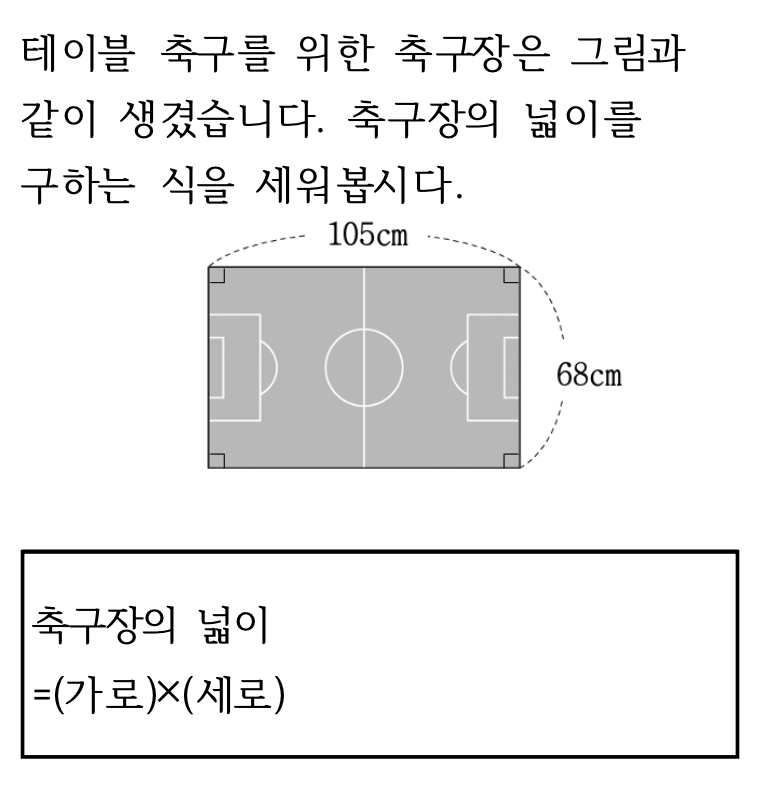 테이블 축구를 위한 축구장은 그림과
같이 생겼습니다. 축구장의 넓이를
구하는 식을 세워봅시다.
105cm
68cm
축구장의 넓이
=(가로)×(세로)